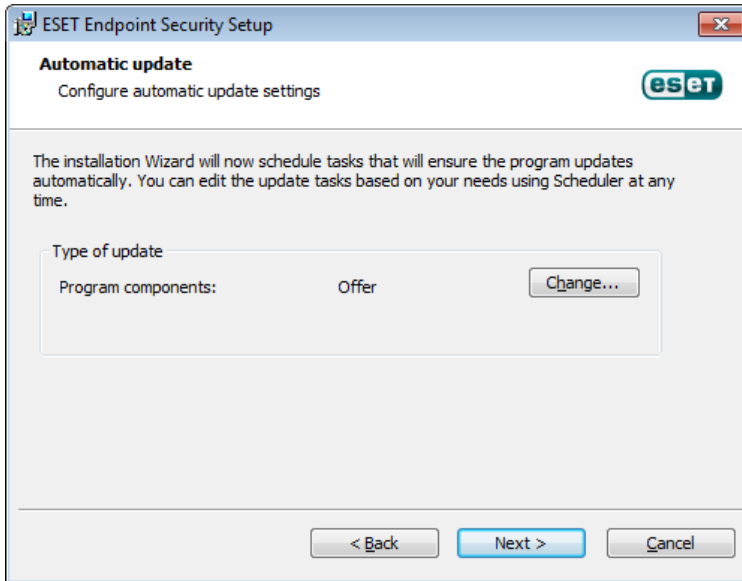 ESET Endpoint Security Setup
Automatic update
Configure automatic update settings
eseT
The installation Wizard will now schedule tasks that will ensure the program updates
automatically. You can edit the update tasks based on your needs using Scheduler at any
time.
Type of update
Program components:	Offer	Change...
< Back	Next >	Cancel